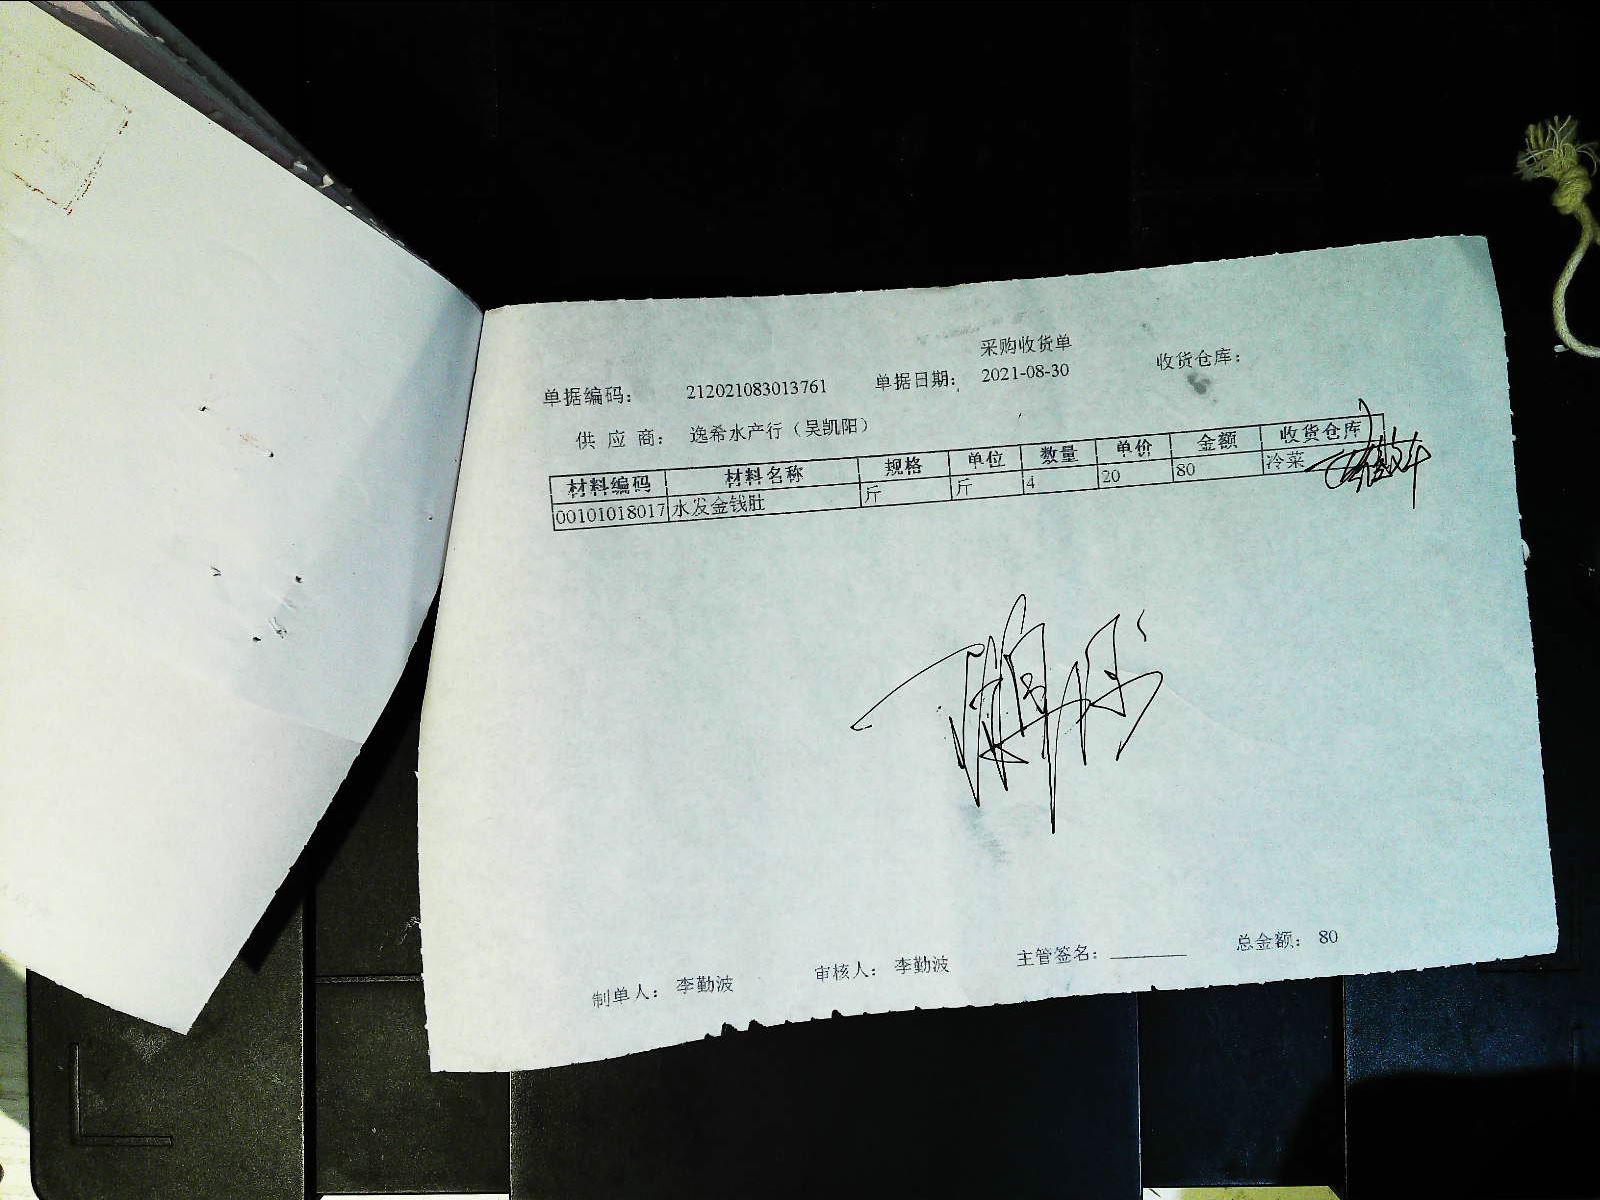 采购收货单
单据编码： 212021083013761 单据日期： 2021-08-30 收货仓库：
供 应 商： 逸希水产行（吴凯阳）
材料编码 材料名称 规格 单位 数量 单价 金额 收货仓库
00101018017 水发金钱肚 斤 斤 4 20 80 冷菜
制单人： 李勤波 审核人： 李勤波 主管签名： 总金额： 80